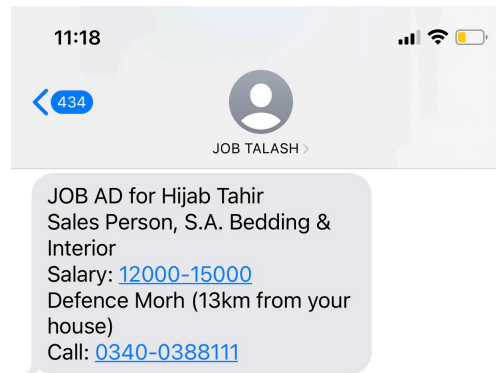 11:18
434
JOB TALASH >
JOB AD for Hijab Tahir
Sales Person, S.A. Bedding &
Interior
Salary: 12000-15000
Defence Morh (13km from your
house)
Call: 0340-0388111